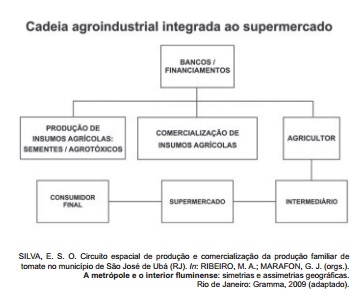 Cadeia agroindustrial integrada ao supermercado
BANCOS /
FINANCIAMENTOS
PRODUÇÃO DE
INSUMOS AGRÍCOLAS:
SEMENTES / AGROTÓXICOS
COMERCIALIZAÇÃO DE
INSUMOS AGRÍCOLAS
AGRICULTOR
CONSUMIDOR
FINAL
SUPERMERCADO
INTERMEDIÁRIO
SILVA, E. S. O. Circuito espacial de produção e comercialização da produção familiar de
tomate no município de São José de Ubá (RJ). In: RIBEIRO, M. A.; MARAFON, G. J. (orgs.).
A metrópole e o interior fluminense: simetrias e assimetrias geográficas.
Rio de Janeiro: Gramma, 2009 (adaptado).